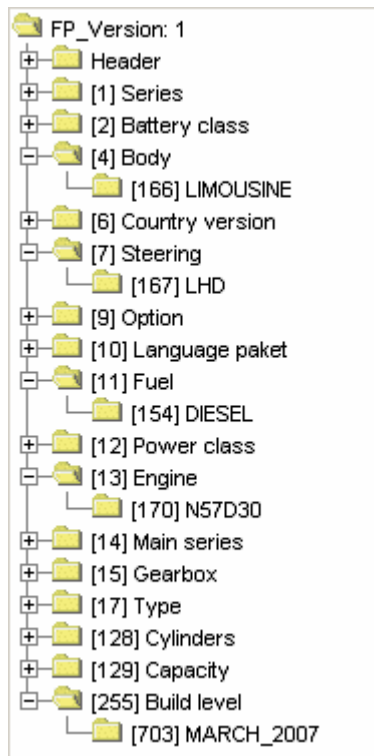 FP_Version: 1
Header
[1] Series
[2] Battery class
[4] Body
[166] LIMOUSINE
[6] Country version
[7] Steering
[167] LHD
[9] Option
[10] Language paket
[11] Fuel
[154] DIESEL
[12] Power class
[13] Engine
[170] N57D30
[14] Main series
[15] Gearbox
[17] Type
[128] Cylinders
[129] Capacity
[255] Build level
[703] MARCH_2007